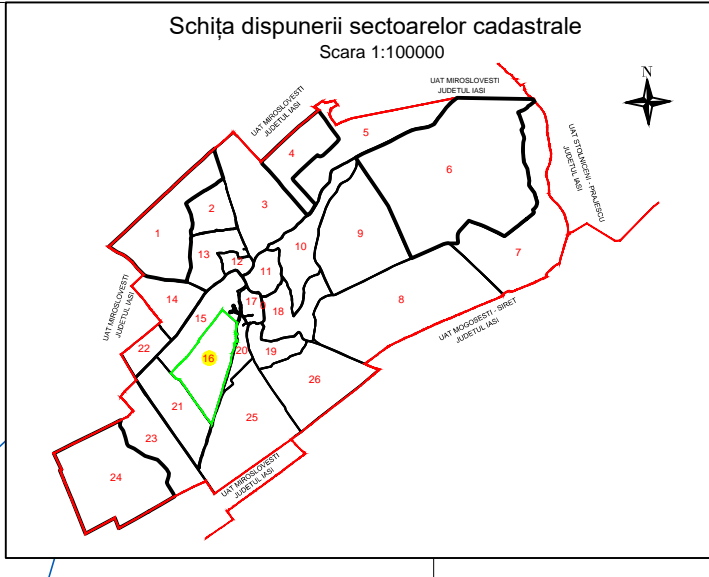 Schița dispunerii sectoarelor cadastrale
Scara 1:100000
N
UAT MIROSLOVESTI
JUDETUL IASI
UAT MIROSLOVESTI
JUDETUL IASI
UAT STOLNICENI - PRAJESCU
JUDETUL IASI
5
4
6
3
2
1
10
9
7
13
12
11
14
8
17
18
15
UAT MIROSLOVESTI
JUDETUL IASI
UAT MOGOSESTI - SIRET
JUDETUL IASI
22
16
20
19
26
21
25
23
24
UAT MIROSLOVESTI
JUDETUL IASI